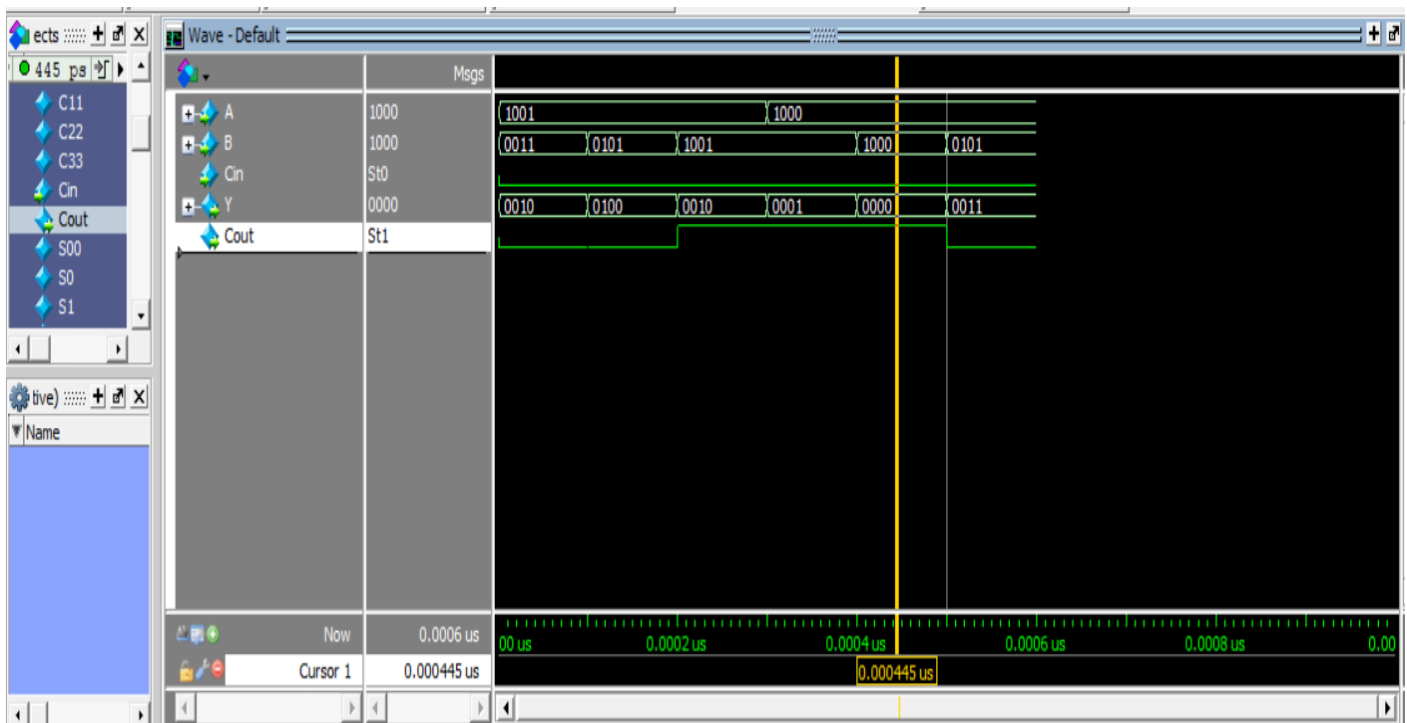 ects
Wave - Default
445 ps
Msgs
C11
C22
C33
Cin
Cout
S00
S0
S1
A 1000 1001 1000
B 1000 0011 0101 1001 1000 0101
Cin St0
Y 0000 0010 0100 0010 0001 0000 0011
Cout St1
tive)
Name
Now 0.0006 us 00 us 0.0002 us 0.0004 us 0.0006 us 0.0008 us 0.00
Cursor 1 0.000445 us 0.000445 us